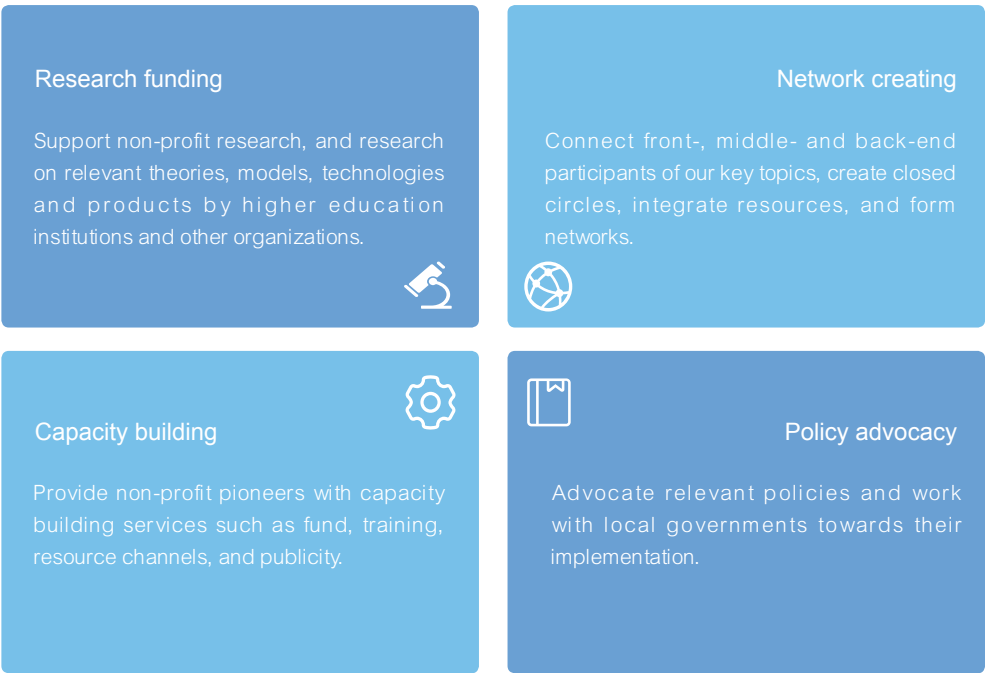 Research funding
Support non-profit research, and research
on relevant theories, models, technologies
and products by higher education
institutions and other organizations.
Network creating
Connect front-, middle- and back-end
participants of our key topics, create closed
circles, integrate resources, and form
networks.
Capacity building
Provide non-profit pioneers with capacity
building services such as fund, training,
resource channels, and publicity.
Policy advocacy
Advocate relevant policies and work
with local governments towards their
implementation.